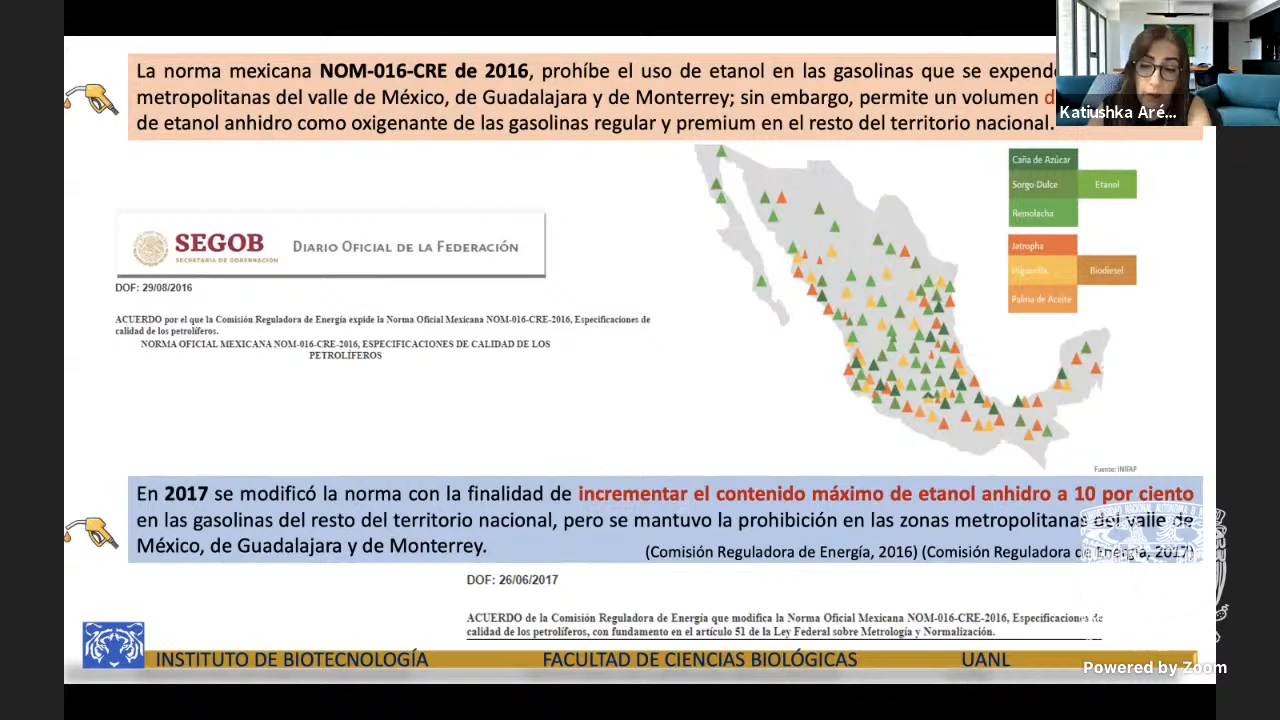 La norma mexicana NOM-016-CRE de 2016, prohíbe el uso de etanol en las gasolinas que se
metropolitanas del valle de México, de Guadalajara y de Monterrey; sin embargo, permite un volumen
de etanol anhidro como oxigenante de las gasolinas regular y premium en el resto del territorio nacional.
Katiushka Aré...
Caña de Azúcar
Sorgo Dulce
Etanol
Remolacha
Jatropha
Higuerilla
Biodiesel
Palma de Aceite
SEGOB
SECRETARÍA DE GOBERNACIÓN
DIARIO OFICIAL DE LA FEDERACIÓN
DOF: 29/08/2016
ACUERDO por el que la Comisión Reguladora de Energía expide la Norma Oficial Mexicana NOM-016-CRE-2016, Especificaciones de
calidad de los petrolíferos.
NORMA OFICIAL MEXICANA NOM-016-CRE-2016, ESPECIFICACIONES DE CALIDAD DE LOS
PETROLÍFEROS
Fuente: INIFAP
En 2017 se modificó la norma con la finalidad de incrementar el contenido máximo de etanol anhidro a 10 por ciento
en las gasolinas del resto del territorio nacional, pero se mantuvo la prohibición en las zonas metropolitanas del valle de
México, de Guadalajara y de Monterrey.
(Comisión Reguladora de Energía, 2016) (Comisión Reguladora de Energía, 2017)
DOF: 26/06/2017
ACUERDO de la Comisión Reguladora de Energía que modifica la Norma Oficial Mexicana NOM-016-CRE-2016, Especificaciones de
calidad de los petrolíferos, con fundamento en el artículo 51 de la Ley Federal sobre Metrología y Normalización.
INSTITUTO DE BIOTECNOLOGÍA
FACULTAD DE CIENCIAS BIOLÓGICAS
UANL
Powered by Zoom